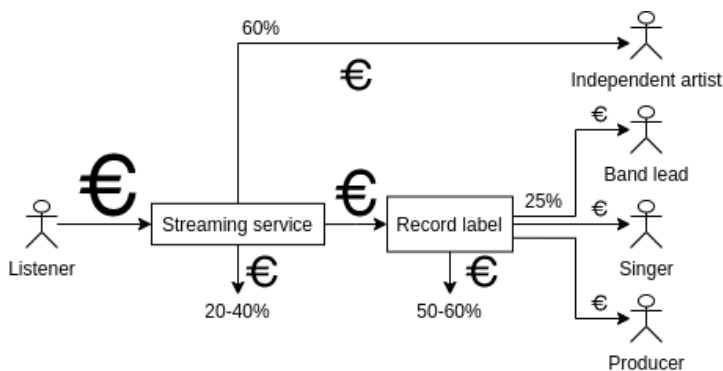 60%
€
Independent artist
€
Band lead
€
€
25%
€
Streaming service
Record label
Listener
Singer
€
€
20-40%
50-60%
€
Producer